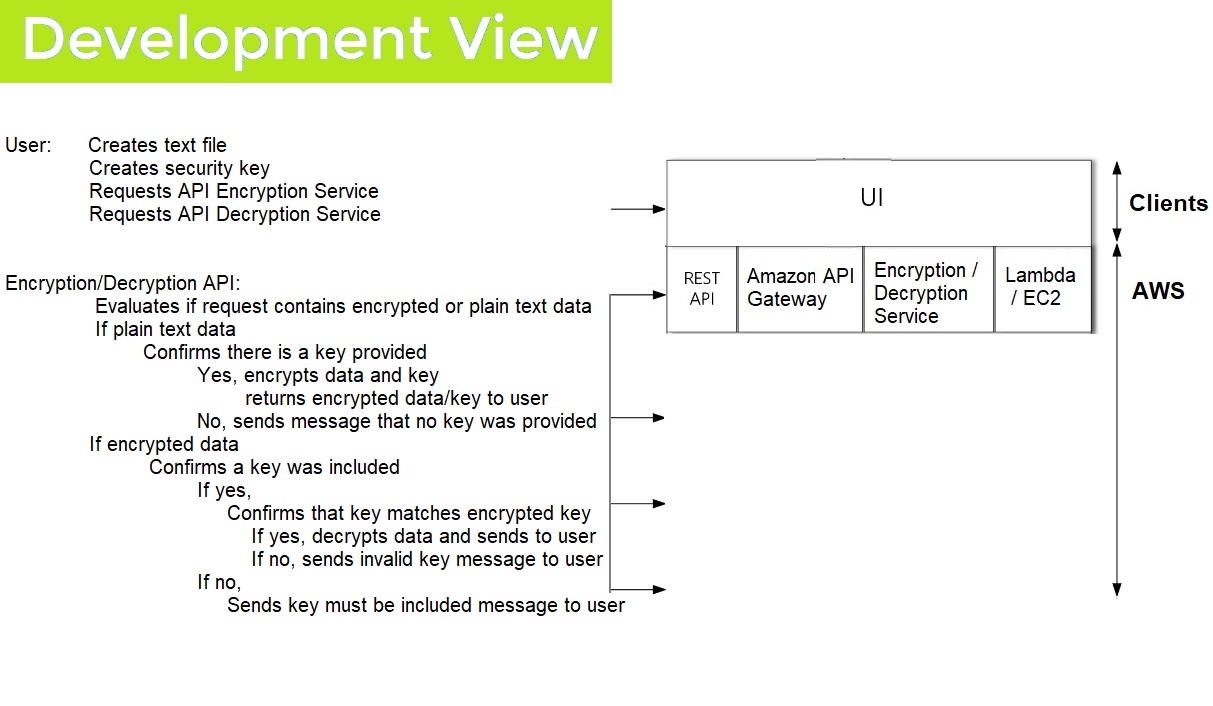 Development View
User: Creates text file
Creates security key
Requests API Encryption Service
Requests API Decryption Service
Encryption/Decryption API:
Evaluates if request contains encrypted or plain text data
If plain text data
Confirms there is a key provided
Yes, encrypts data and key
returns encrypted data/key to user
No, sends message that no key was provided
If encrypted data
Confirms a key was included
If yes,
Confirms that key matches encrypted key
If yes, decrypts data and sends to user
If no, sends invalid key message to user
If no,
Sends key must be included message to user
UI
Clients
REST
API
Amazon API
Gateway
Encryption /
Decryption
Service
Lambda
/ EC2
AWS